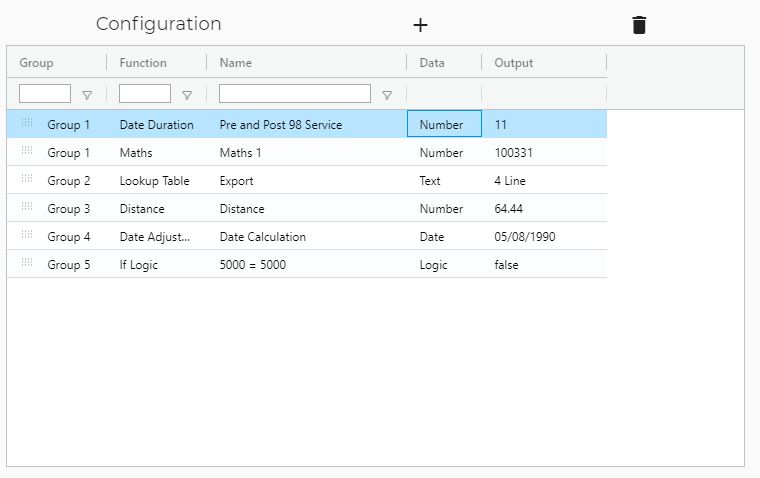 Configuration
Group Function Name Data Output
Group 1 Date Duration Pre and Post 98 Service Number 11
Group 1 Maths Maths 1 Number 100331
Group 2 Lookup Table Export Text 4 Line
Group 3 Distance Distance Number 64.44
Group 4 Date Adjust... Date Calculation Date 05/08/1990
Group 5 If Logic 5000 = 5000 Logic false